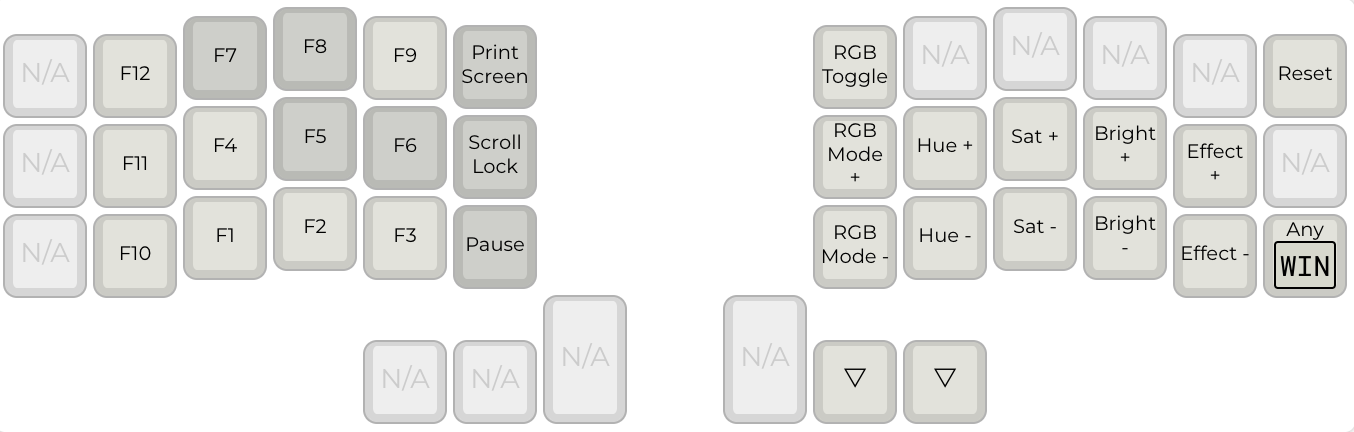 N/A F12 F7 F8 F9 Print Screen RGB Toggle N/A N/A N/A N/A Reset
N/A F11 F4 F5 F6 Scroll Lock RGB Mode + Hue + Sat + Bright + Effect + N/A
N/A F10 F1 F2 F3 Pause RGB Mode - Hue - Sat - Bright - Effect - Any WIN
N/A N/A N/A N/A ▽ ▽